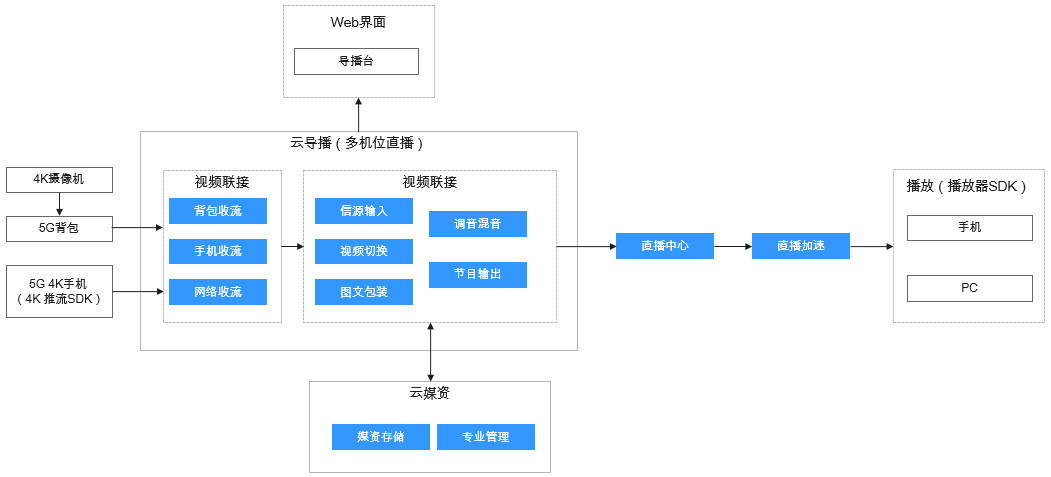 Web界面
导播台
云导播（多机位直播）
4K摄像机
5G背包
5G 4K手机
（4K 推流SDK）
视频联接
背包收流
手机收流
网络收流
视频联接
信源输入
视频切换
图文包装
调音混音
节目输出
直播中心
直播加速
播放（播放器SDK）
手机
PC
云媒资
媒资存储
专业管理